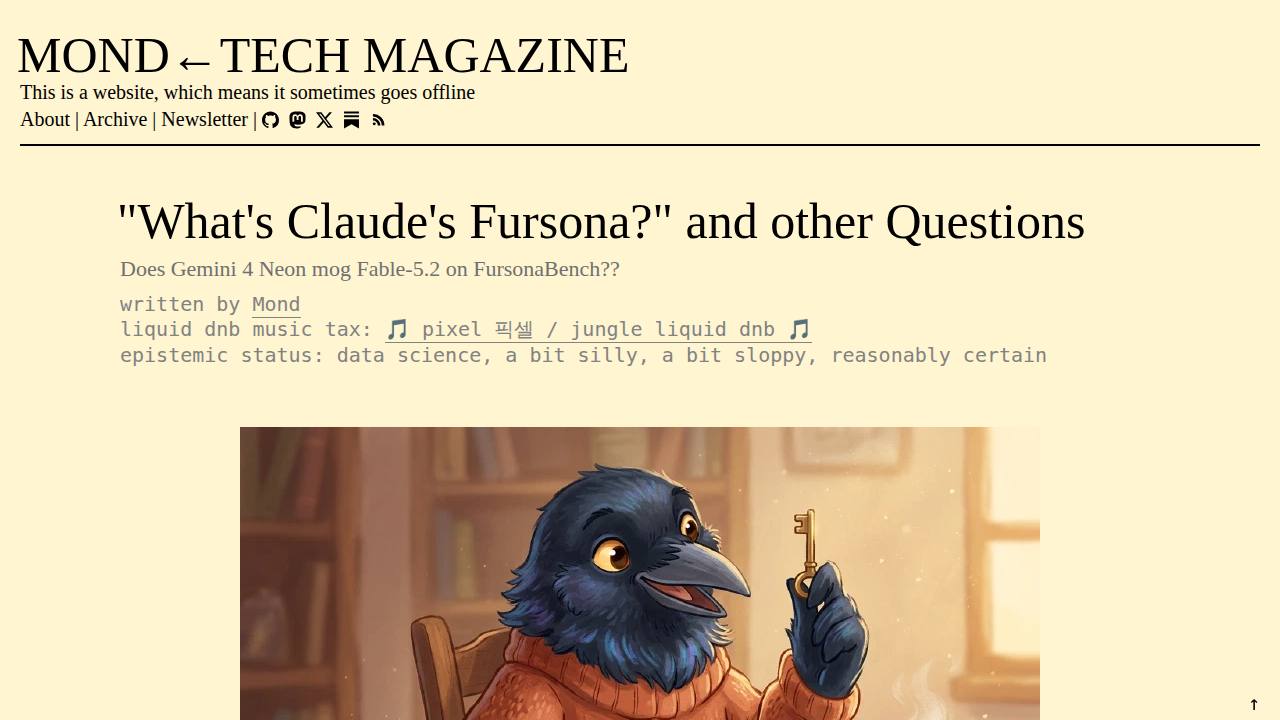 MOND←TECH MAGAZINE
This is a website, which means it sometimes goes offline
About | Archive | Newsletter |
"What's Claude's Fursona?" and other Questions
Does Gemini 4 Neon mog Fable-5.2 on FursonaBench??
written by Mond
liquid dnb music tax: 🎵 pixel 픽셀 / jungle liquid dnb 🎵
epistemic status: data science, a bit silly, a bit sloppy, reasonably certain
↑